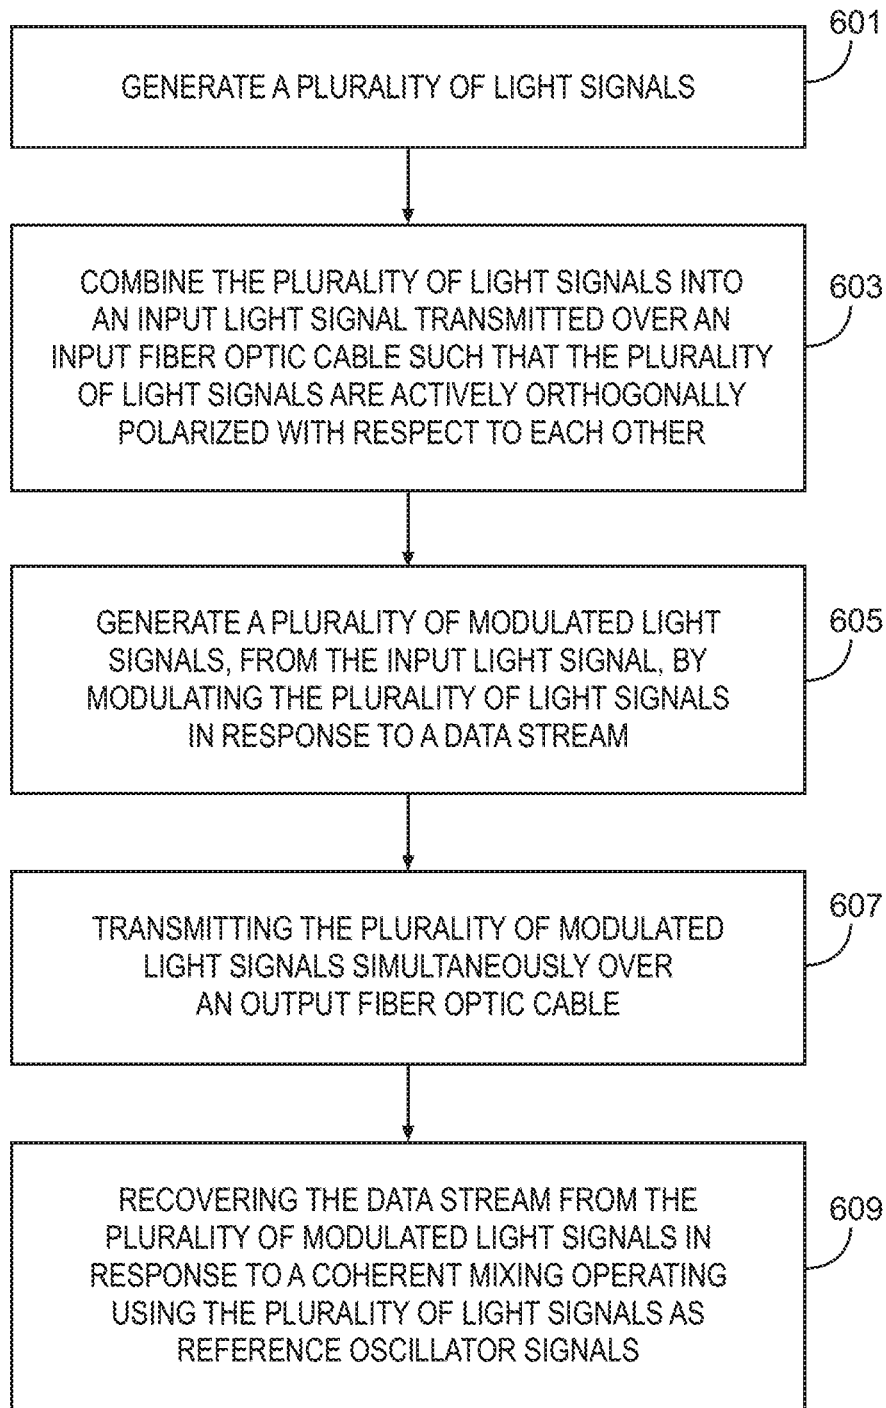 601
GENERATE A PLURALITY OF LIGHT SIGNALS
COMBINE THE PLURALITY OF LIGHT SIGNALS INTO
AN INPUT LIGHT SIGNAL TRANSMITTED OVER AN
INPUT FIBER OPTIC CABLE SUCH THAT THE PLURALITY
OF LIGHT SIGNALS ARE ACTIVELY ORTHOGONALLY
POLARIZED WITH RESPECT TO EACH OTHER
603
GENERATE A PLURALITY OF MODULATED LIGHT
SIGNALS, FROM THE INPUT LIGHT SIGNAL, BY
MODULATING THE PLURALITY OF LIGHT SIGNALS
IN RESPONSE TO A DATA STREAM
605
TRANSMITTING THE PLURALITY OF MODULATED
LIGHT SIGNALS SIMULTANEOUSLY OVER
AN OUTPUT FIBER OPTIC CABLE
607
RECOVERING THE DATA STREAM FROM THE
PLURALITY OF MODULATED LIGHT SIGNALS IN
RESPONSE TO A COHERENT MIXING OPERATING
USING THE PLURALITY OF LIGHT SIGNALS AS
REFERENCE OSCILLATOR SIGNALS
609